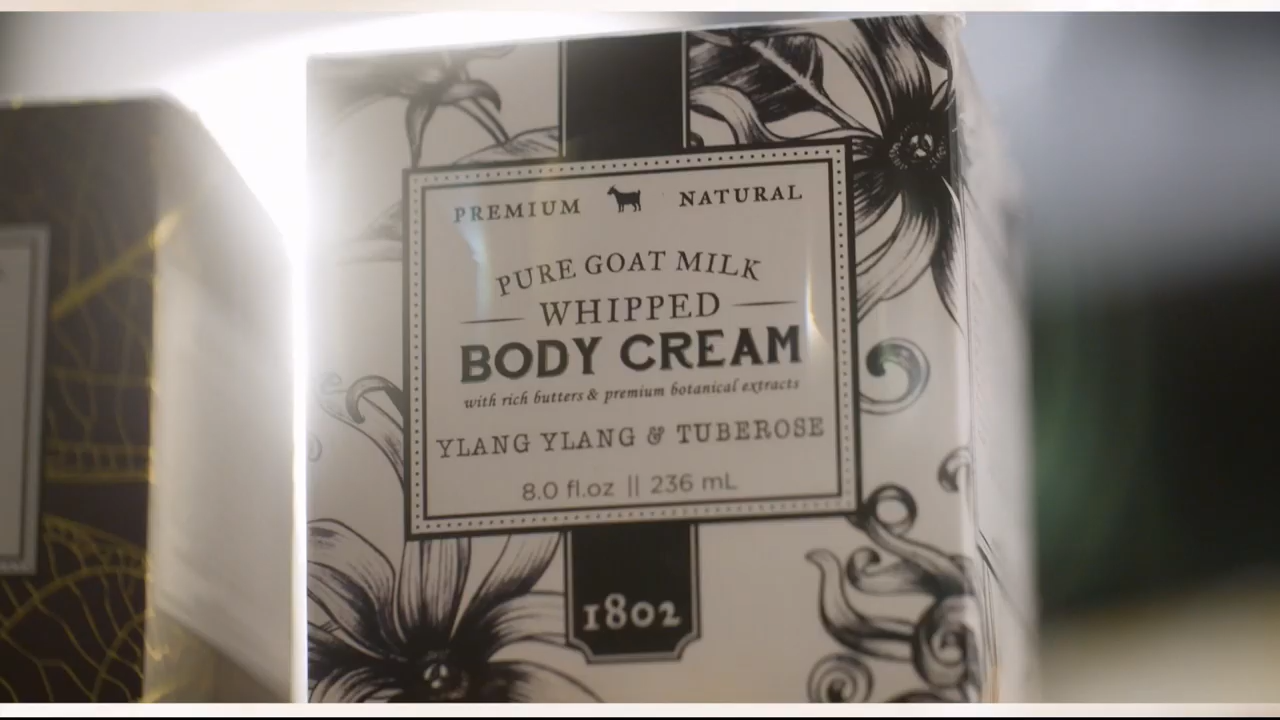 PREMIUM NATURAL
PURE GOAT MILK
WHIPPED
BODY CREAM
with rich butters & premium botanical extracts
YLANG YLANG & TUBEROSE
8.0 fl.oz || 236 mL
1802